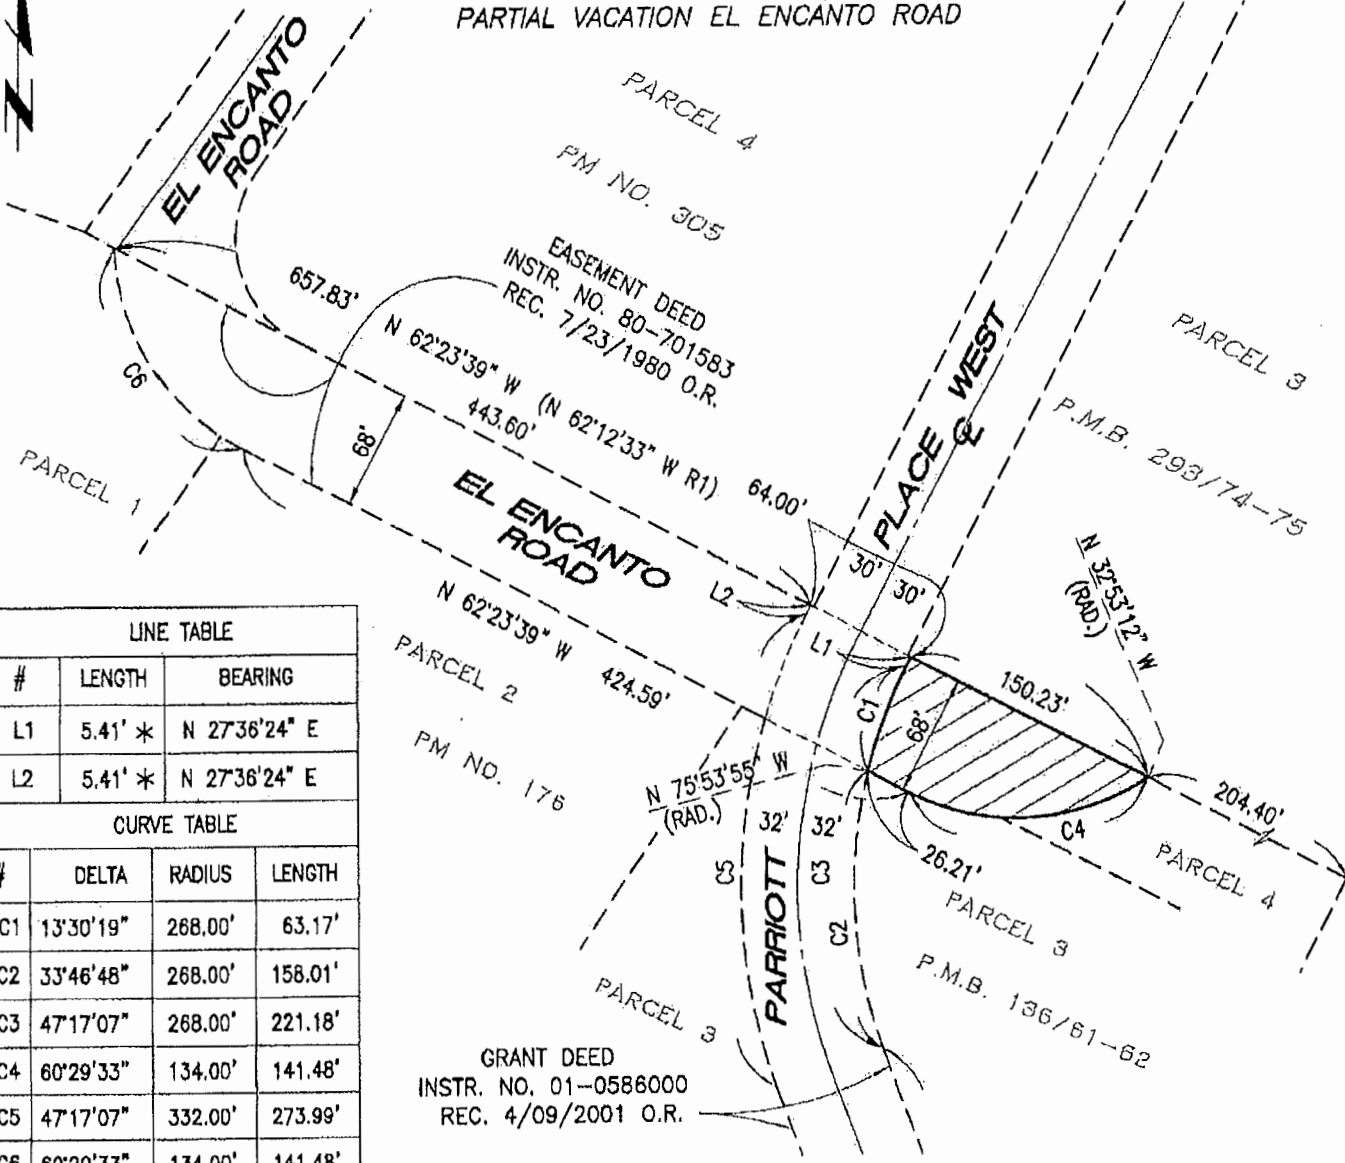 PARTIAL VACATION EL ENCANTO ROAD
N
EL ENCANTO
ROAD
PARCEL 4
PM NO. 305
EASEMENT DEED
INSTR. NO. 80-701583
REC. 7/23/1980 O.R.
657.83'
N 62°23'39" W (N 62°12'33" W R1)
443.60'
64.00'
C6
68'
PARCEL 1
EL ENCANTO
ROAD
PLACE WEST
℄
PARCEL 3
P.M.B. 293/74-75
30' 30'
L2
L1
N 32°53'12" W
(RAD.)
N 62°23'39" W 424.59'
PARCEL 2
PM NO. 176
C1
68'
150.23'
204.40'
N 75°53'55" W
(RAD.)
32' 32'
C4
26.21'
C5
PARRIOTT
C3
C2
PARCEL 4
PARCEL 3
P.M.B. 136/61-62
PARCEL 3
GRANT DEED
INSTR. NO. 01-0586000
REC. 4/09/2001 O.R.
LINE TABLE
# LENGTH BEARING
L1 5.41' * N 27°36'24" E
L2 5.41' * N 27°36'24" E
CURVE TABLE
# DELTA RADIUS LENGTH
C1 13°30'19" 268.00' 63.17'
C2 33°46'48" 268.00' 158.01'
C3 47°17'07" 268.00' 221.18'
C4 60°29'33" 134.00' 141.48'
C5 47°17'07" 332.00' 273.99'
C6 60°29'33" 134.00' 141.48'